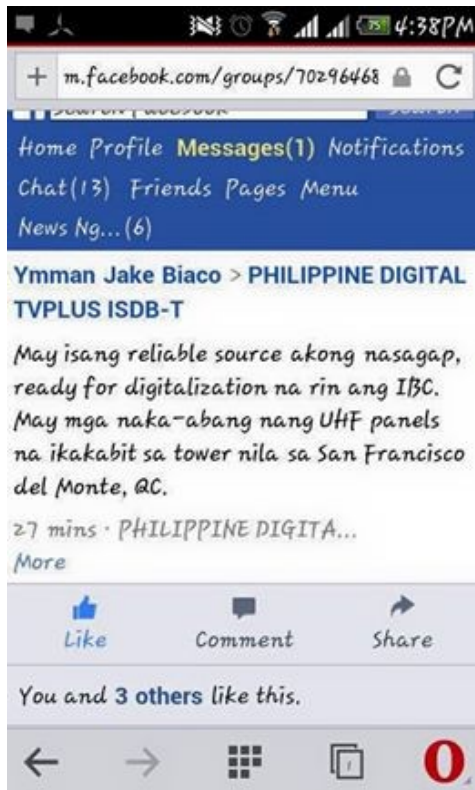 75 4:38PM
m.facebook.com/groups/70296468
Home Profile Messages(1) Notifications
Chat(13) Friends Pages Menu
News Ng...(6)
Ymman Jake Biaco > PHILIPPINE DIGITAL
TVPLUS ISDB-T
May isang reliable source akong nasagap,
ready for digitalization na rin ang IBC.
May mga naka-abang nang UHF panels
na ikakabit sa tower nila sa San Francisco
del Monte, QC.
27 mins · PHILIPPINE DIGITA...
More
Like Comment Share
You and 3 others like this.
1